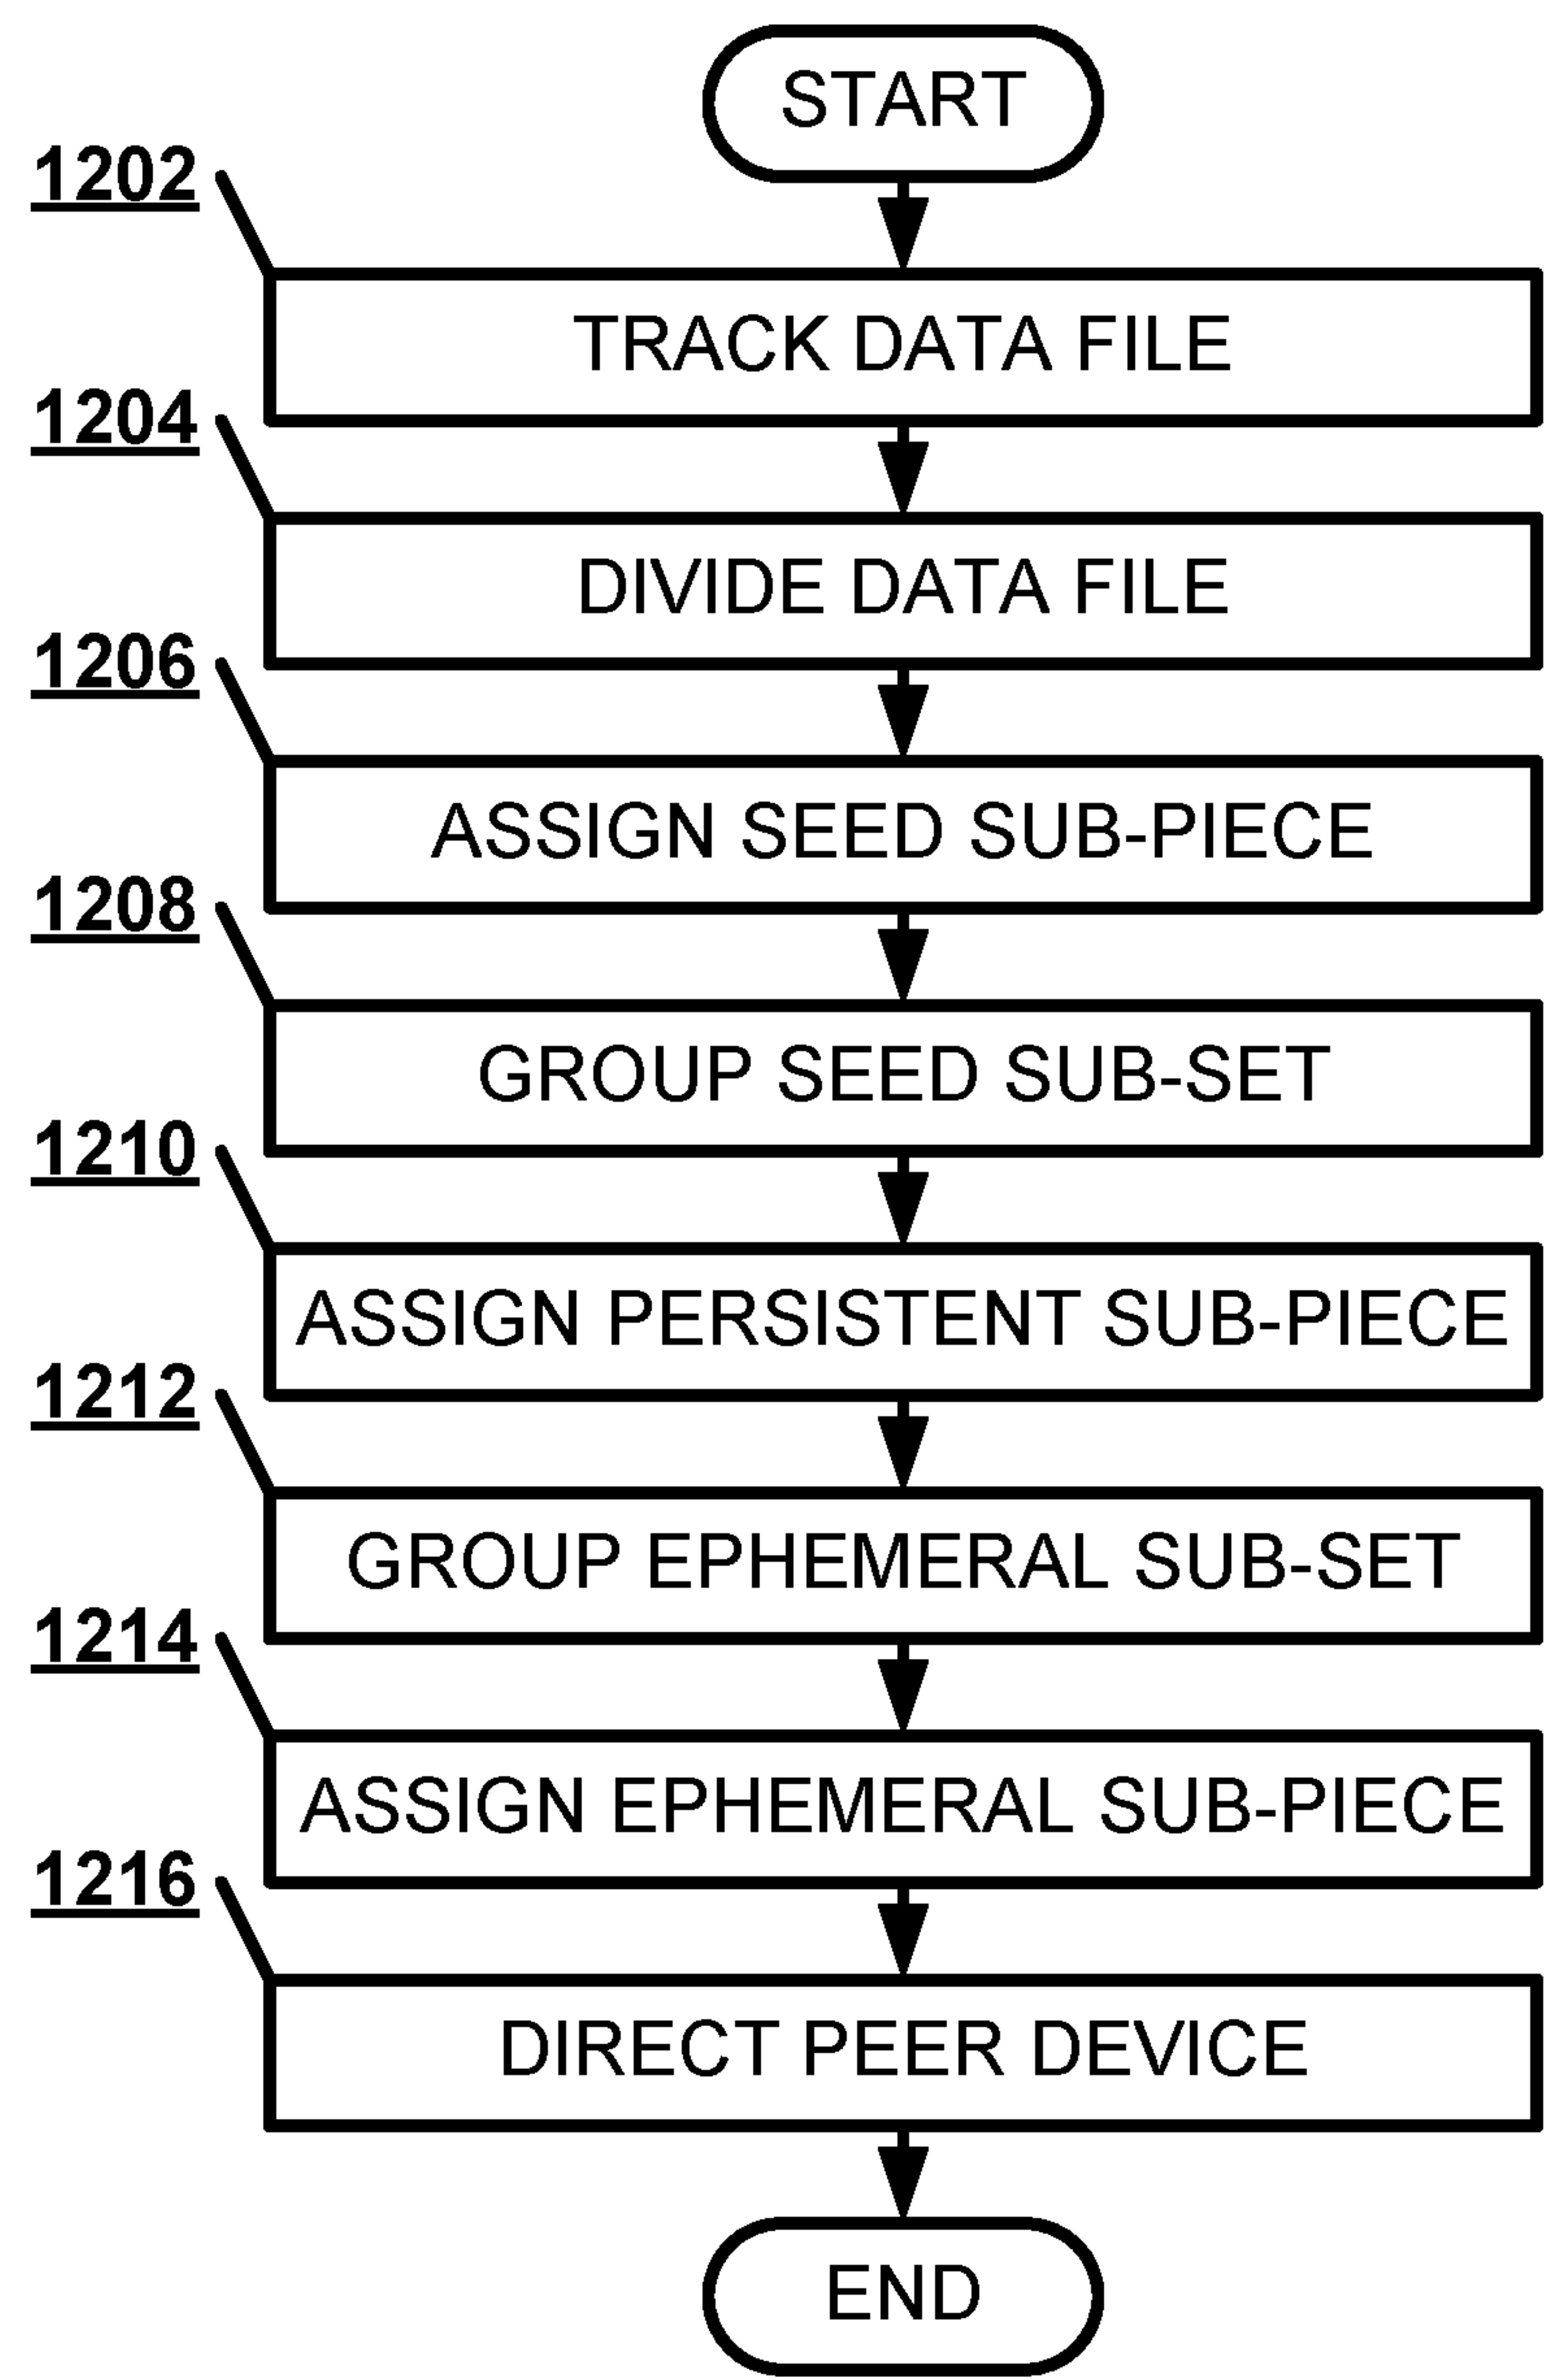 START
1202
TRACK DATA FILE
1204
DIVIDE DATA FILE
1206
ASSIGN SEED SUB-PIECE
1208
GROUP SEED SUB-SET
1210
ASSIGN PERSISTENT SUB-PIECE
1212
GROUP EPHEMERAL SUB-SET
1214
ASSIGN EPHEMERAL SUB-PIECE
1216
DIRECT PEER DEVICE
END